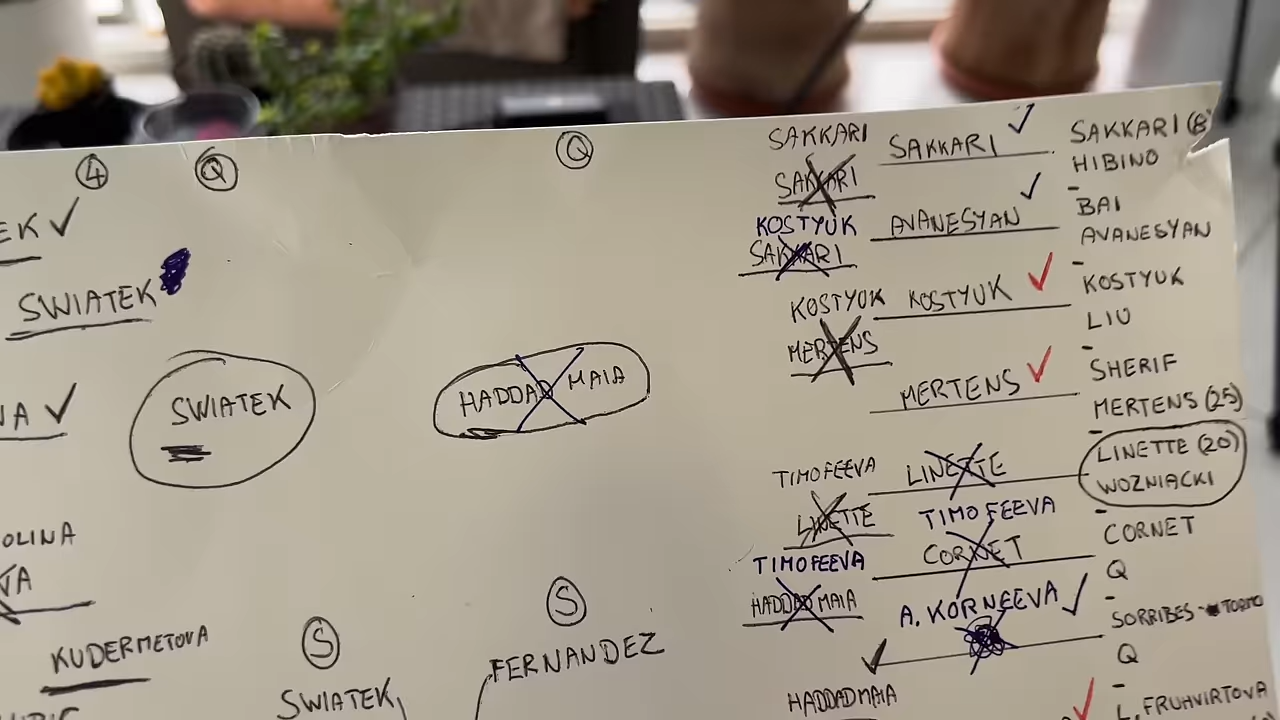 4
Q
EK
SWIATEK
SWIATEK
OLINA
KUDERMETOVA
S
SWIATEK
Q
HADDAD MAIA
S
FERNANDEZ
SAKKARI
SAKKARI
KOSTYUK
SAKKARI
KOSTYUK
MERTENS
TIMOFEEVA
LINETTE
TIMOFEEVA
HADDAD MAIA
HADDAD MAIA
SAKKARI
AVANESYAN
KOSTYUK
MERTENS
LINETTE
TIMOFEEVA
CORNET
A. KORNEEVA
SAKKARI (6
HIBINO
-
BAI
AVANESYAN
-
KOSTYUK
LIU
-
SHERIF
MERTENS (25)
-
LINETTE (20)
WOZNIACKI
-
CORNET
Q
-
SORRIBES - TORMO
Q
-
L. FRUHVIRTOVA